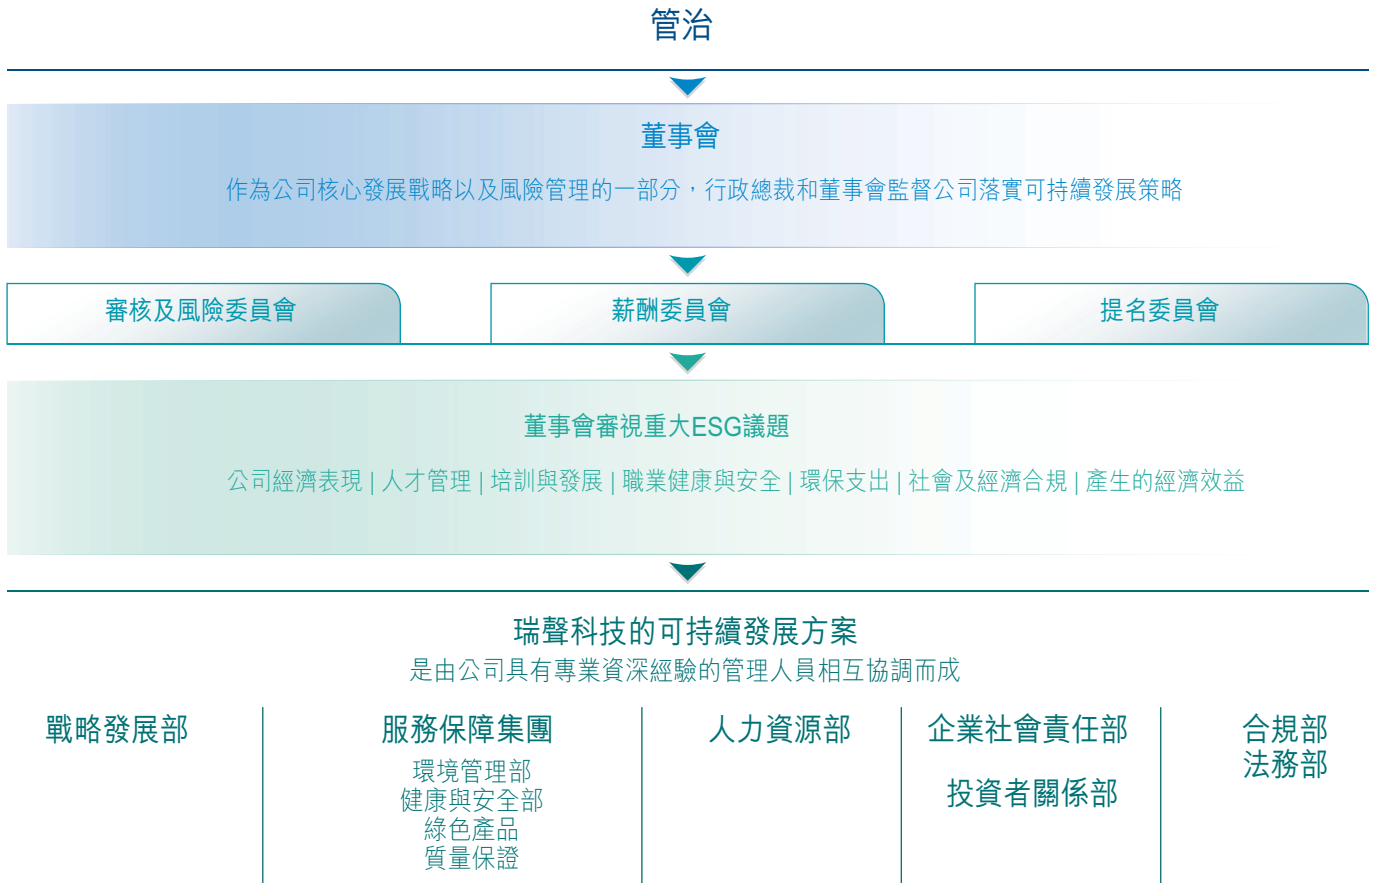 管治
董事會
作為公司核心發展戰略以及風險管理的一部分，行政總裁和董事會監督公司落實可持續發展策略
審核及風險委員會
薪酬委員會
提名委員會
董事會審視重大ESG議題
公司經濟表現 | 人才管理 | 培訓與發展 | 職業健康與安全 | 環保支出 | 社會及經濟合規 | 產生的經濟效益
瑞聲科技的可持續發展方案
是由公司具有專業資深經驗的管理人員相互協調而成
戰略發展部
服務保障集團
環境管理部
健康與安全部
綠色產品
質量保證
人力資源部
企業社會責任部
投資者關係部
合規部
法務部